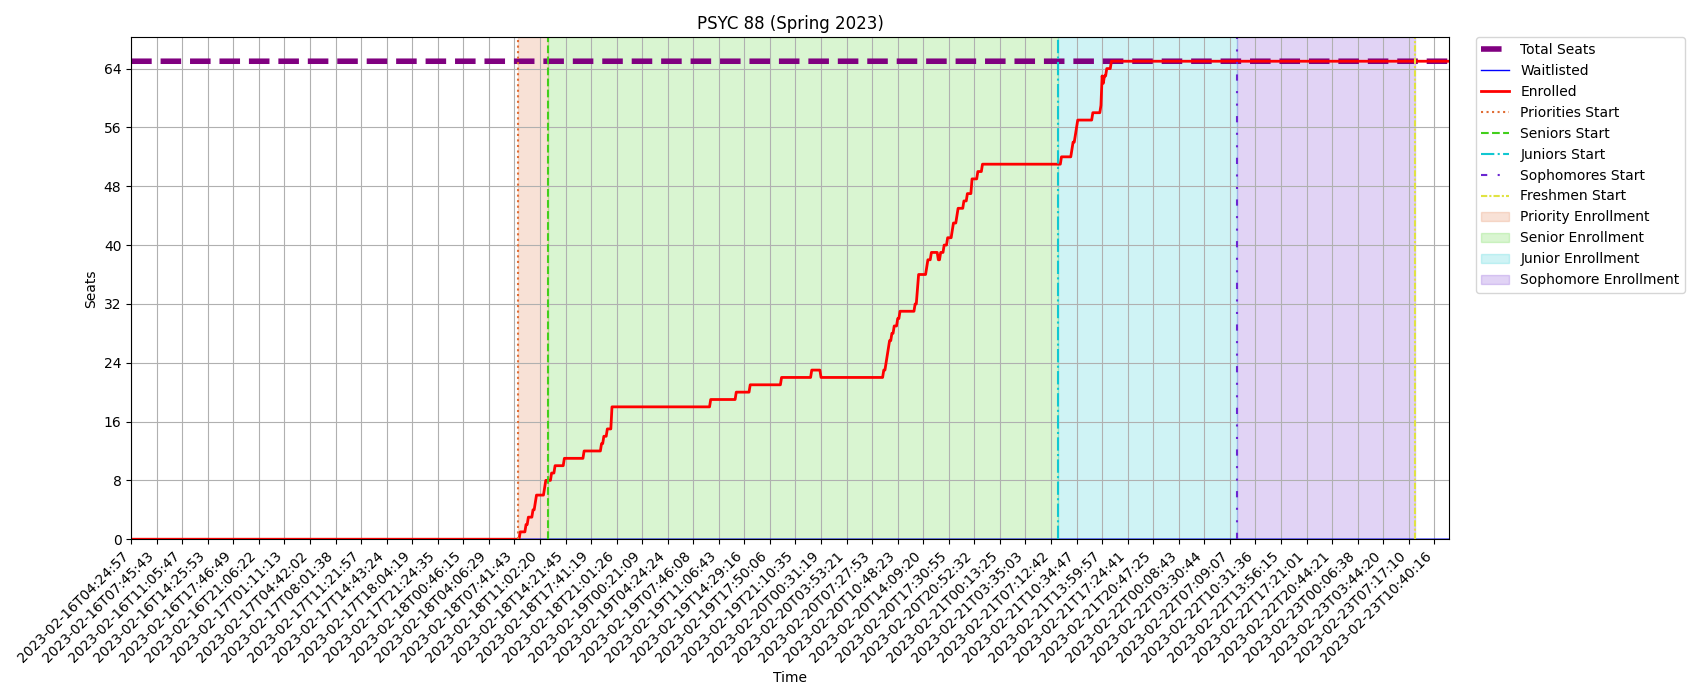 PSYC 88 (Spring 2023)
Total Seats
Waitlisted
Enrolled
Priorities Start
Seniors Start
Juniors Start
Sophomores Start
Freshmen Start
Priority Enrollment
Senior Enrollment
Junior Enrollment
Sophomore Enrollment
Seats
64
56
48
40
32
24
16
8
0
2023-02-16T04:24:57
2023-02-16T07:45:43
2023-02-16T11:05:47
2023-02-16T14:25:53
2023-02-16T17:46:49
2023-02-16T21:06:22
2023-02-17T01:11:13
2023-02-17T04:42:02
2023-02-17T08:01:38
2023-02-17T11:21:57
2023-02-17T14:43:24
2023-02-17T18:04:19
2023-02-17T21:24:35
2023-02-18T00:46:15
2023-02-18T04:06:29
2023-02-18T07:41:43
2023-02-18T11:02:20
2023-02-18T14:21:45
2023-02-18T17:41:19
2023-02-18T21:01:26
2023-02-19T00:21:09
2023-02-19T04:24:24
2023-02-19T07:46:08
2023-02-19T11:06:43
2023-02-19T14:29:16
2023-02-19T17:50:06
2023-02-19T21:10:35
2023-02-20T00:31:19
2023-02-20T03:53:21
2023-02-20T07:27:53
2023-02-20T10:48:23
2023-02-20T14:09:20
2023-02-20T17:30:55
2023-02-20T20:52:32
2023-02-21T00:13:25
2023-02-21T03:35:03
2023-02-21T07:12:42
2023-02-21T10:34:47
2023-02-21T13:59:57
2023-02-21T17:24:41
2023-02-21T20:47:25
2023-02-22T00:08:43
2023-02-22T03:30:44
2023-02-22T07:09:07
2023-02-22T10:31:36
2023-02-22T13:56:15
2023-02-22T17:21:01
2023-02-22T20:44:21
2023-02-23T00:06:38
2023-02-23T03:44:20
2023-02-23T07:17:10
2023-02-23T10:40:16
Time